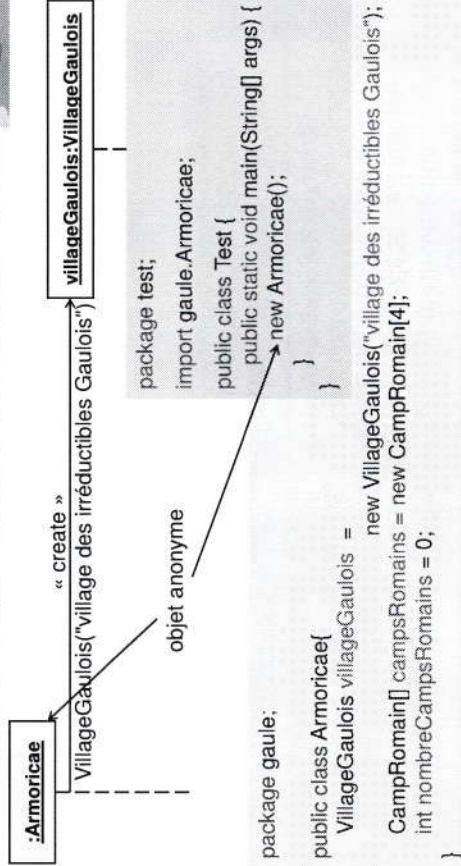 :Armoricae
« create »
VillageGaulois("village des irréductibles Gaulois")
villageGaulois:VillageGaulois
objet anonyme
package test;
import gaule.Armoricae;
public class Test {
public static void main(String[] args) {
new Armoricae();
}
}
package gaule;
public class Armoricae{
VillageGaulois villageGaulois =
new VillageGaulois("village des irréductibles Gaulois");
CampRomain[] campsRomains = new CampRomain[4];
int nombreCampsRomains = 0;
}